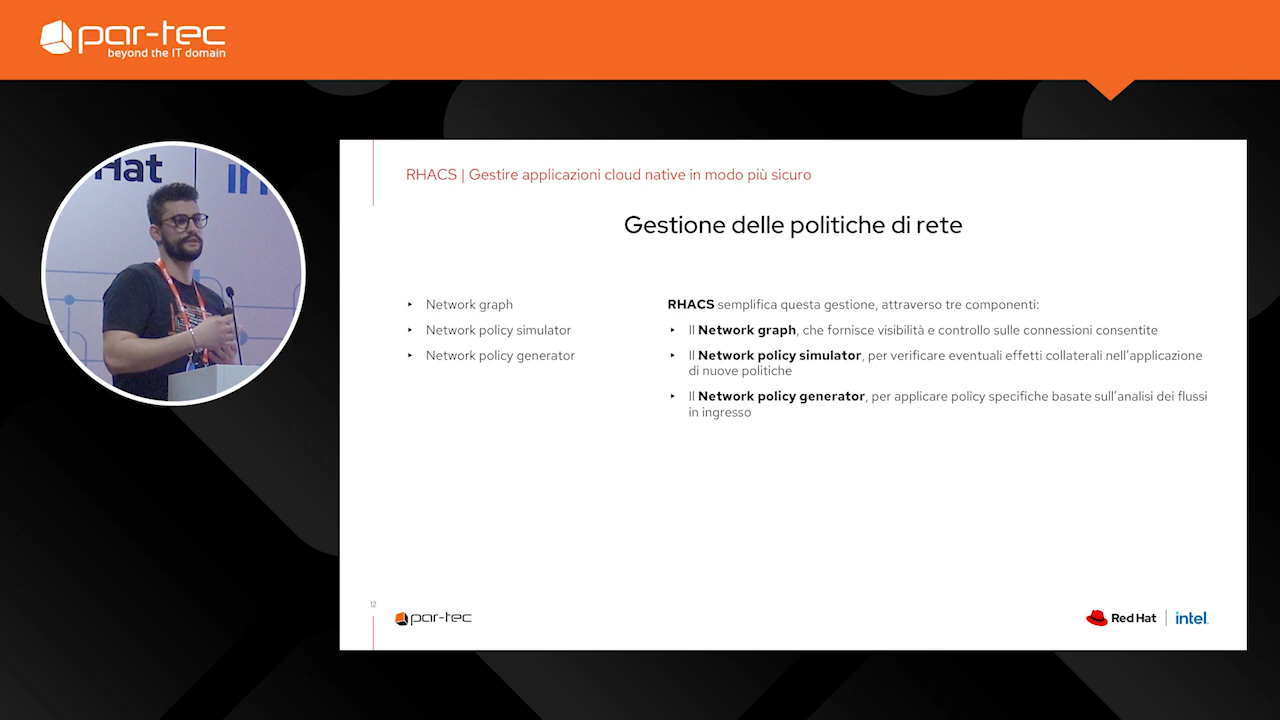 par-tec
beyond the IT domain
Hat
in
RHACS | Gestire applicazioni cloud native in modo più sicuro
Gestione delle politiche di rete
‣ Network graph
‣ Network policy simulator
‣ Network policy generator
RHACS semplifica questa gestione, attraverso tre componenti:
‣ Il Network graph, che fornisce visibilità e controllo sulle connessioni consentite
‣ Il Network policy simulator, per verificare eventuali effetti collaterali nell'applicazione
di nuove politiche
‣ Il Network policy generator, per applicare policy specifiche basate sull'analisi dei flussi
in ingresso
12
par-tec
Red Hat
intel.